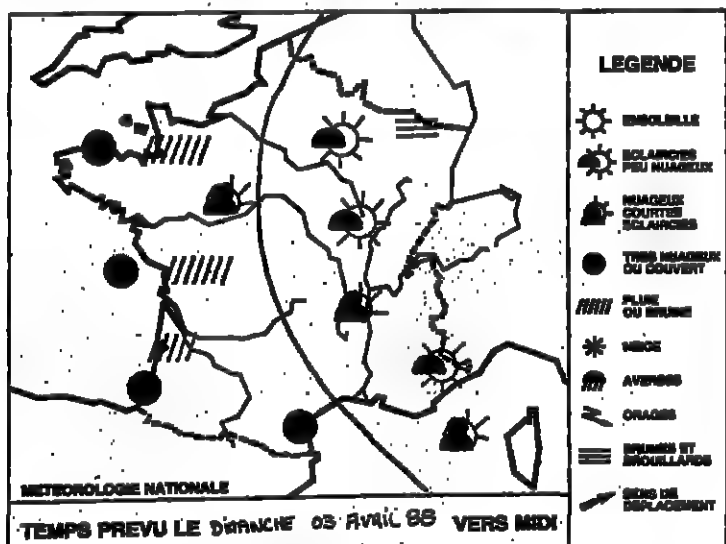 LEGENDE
ENSOLEILLE
ECLAIRCIES
PEU NUAGEUX
NUAGEUX
COURTES
ECLAIRCIES
TRES NUAGEUX
OU COUVERT
PLUIE
OU BRUINE
NEIGE
AVERSES
ORAGES
BRUMES ET
BROUILLARDS
SENS DE
DEPLACEMENT
METEOROLOGIE NATIONALE
TEMPS PREVU LE DIMANCHE 03 AVRIL 88 VERS MIDI